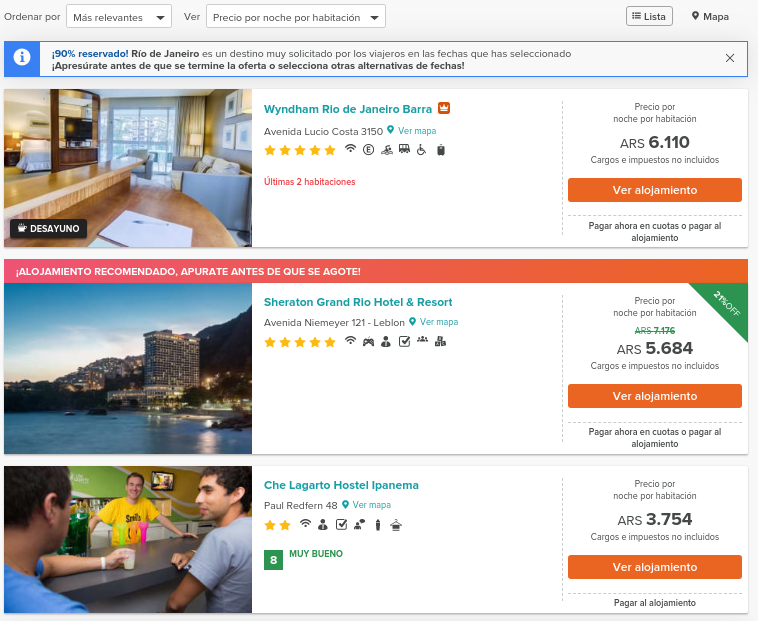 Ordenar por Más relevantes Ver Precio por noche por habitación Lista Mapa
¡90% reservado! Río de Janeiro es un destino muy solicitado por los viajeros en las fechas que has seleccionado
¡Apresúrate antes de que se termine la oferta o selecciona otras alternativas de fechas!
Wyndham Rio de Janeiro Barra
Avenida Lucio Costa 3150 Ver mapa
Últimas 2 habitaciones
DESAYUNO
Precio por
noche por habitación
ARS 6.110
Cargos e impuestos no incluidos
Ver alojamiento
Pagar ahora en cuotas o pagar al
alojamiento
¡ALOJAMIENTO RECOMENDADO, APURATE ANTES DE QUE SE AGOTE!
Sheraton Grand Rio Hotel & Resort
Avenida Niemeyer 121 - Leblon Ver mapa
21%OFF
Precio por
noche por habitación
ARS 7.176
ARS 5.684
Cargos e impuestos no incluidos
Ver alojamiento
Pagar ahora en cuotas o pagar al
alojamiento
Che Lagarto Hostel Ipanema
Paul Redfern 48 Ver mapa
8 MUY BUENO
Precio por
noche por habitación
ARS 3.754
Cargos e impuestos no incluidos
Ver alojamiento
Pagar al alojamiento